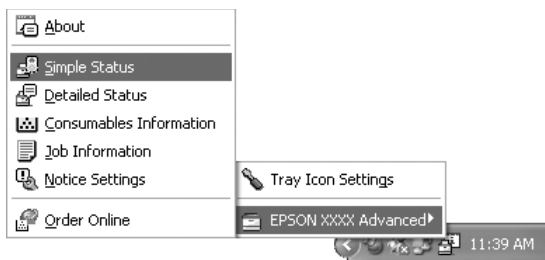 About
Simple Status
Detailed Status
Consumables Information
Job Information
Notice Settings
Order Online
Tray Icon Settings
EPSON XXXX Advanced
11:39 AM